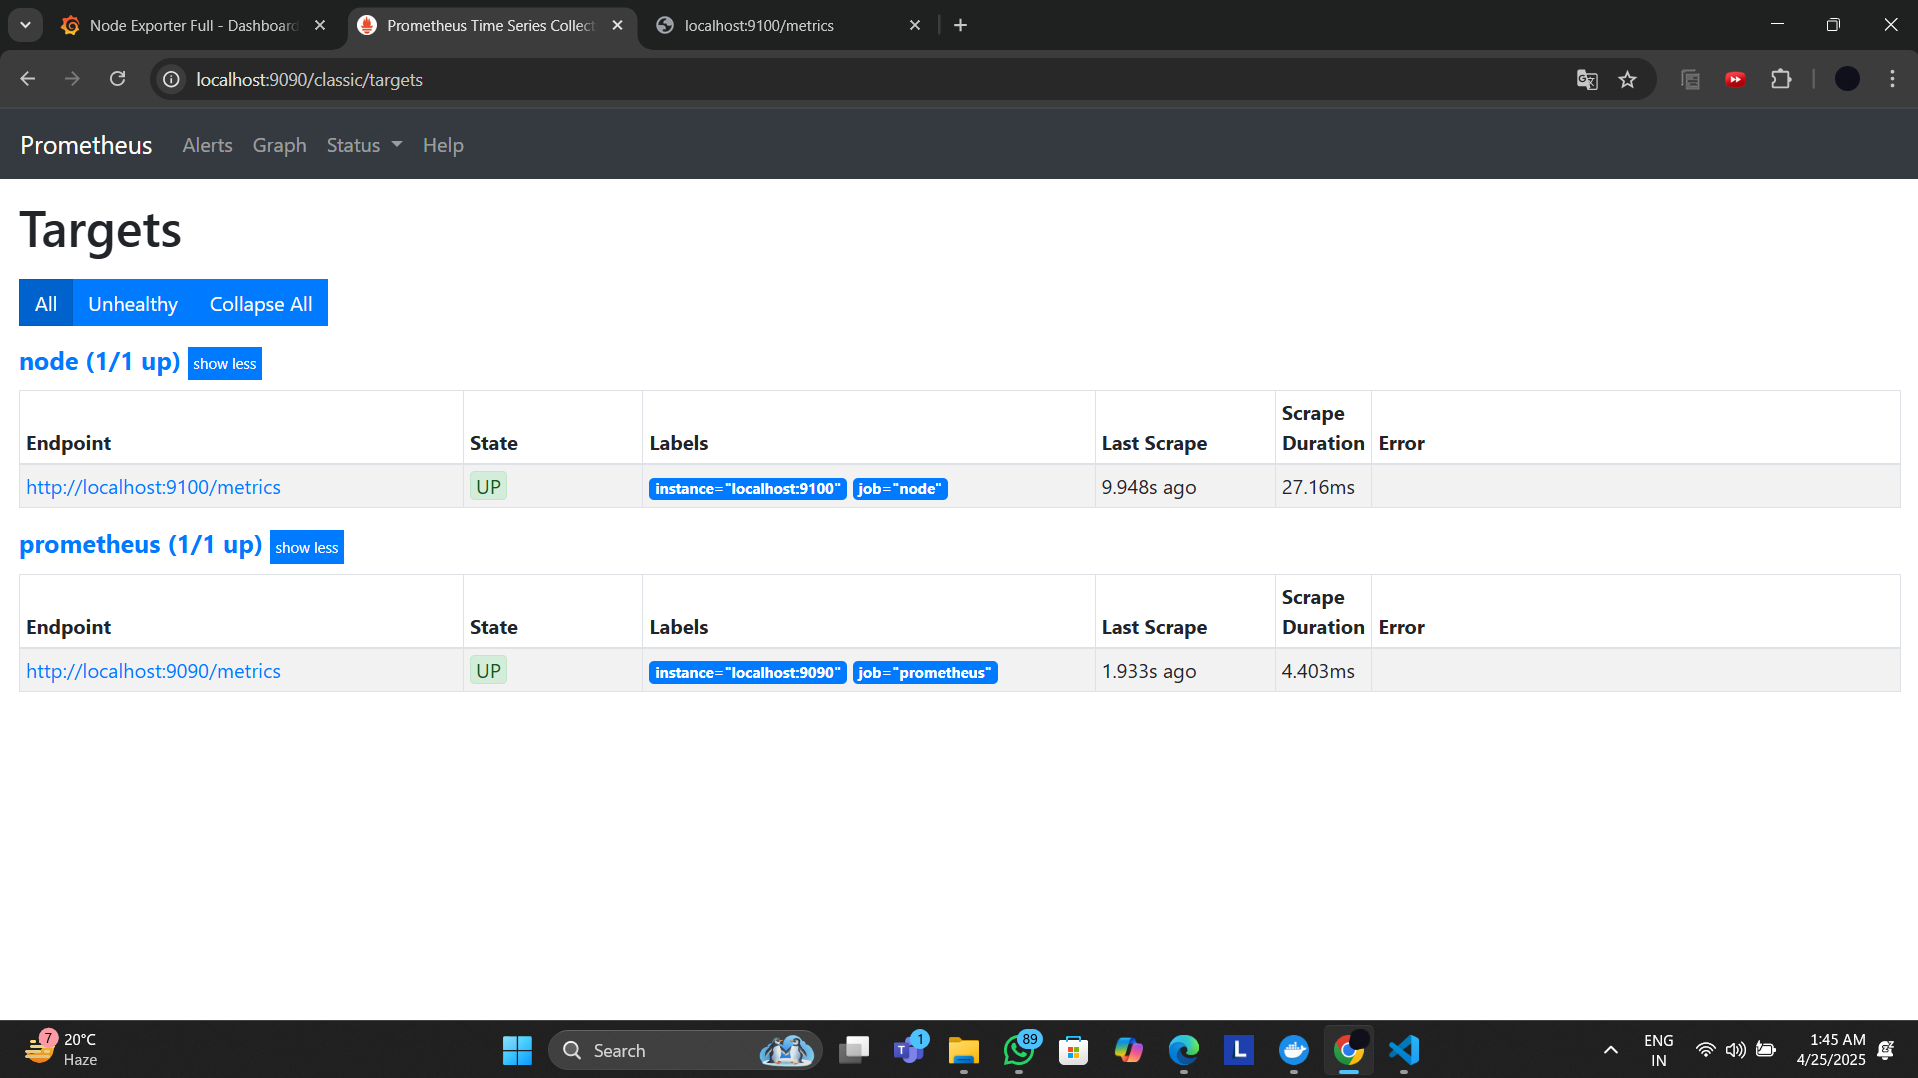 Node Exporter Full - Dashboard
Prometheus Time Series Collect
localhost:9100/metrics
localhost:9090/classic/targets
Prometheus Alerts Graph Status Help
Targets
All Unhealthy Collapse All
node (1/1 up) show less
Endpoint State Labels Last Scrape Scrape Duration Error
http://localhost:9100/metrics UP instance="localhost:9100" job="node" 9.948s ago 27.16ms
prometheus (1/1 up) show less
Endpoint State Labels Last Scrape Scrape Duration Error
http://localhost:9090/metrics UP instance="localhost:9090" job="prometheus" 1.933s ago 4.403ms
7
20°C
Haze
Search
1
89
L
ENG
IN
1:45 AM
4/25/2025